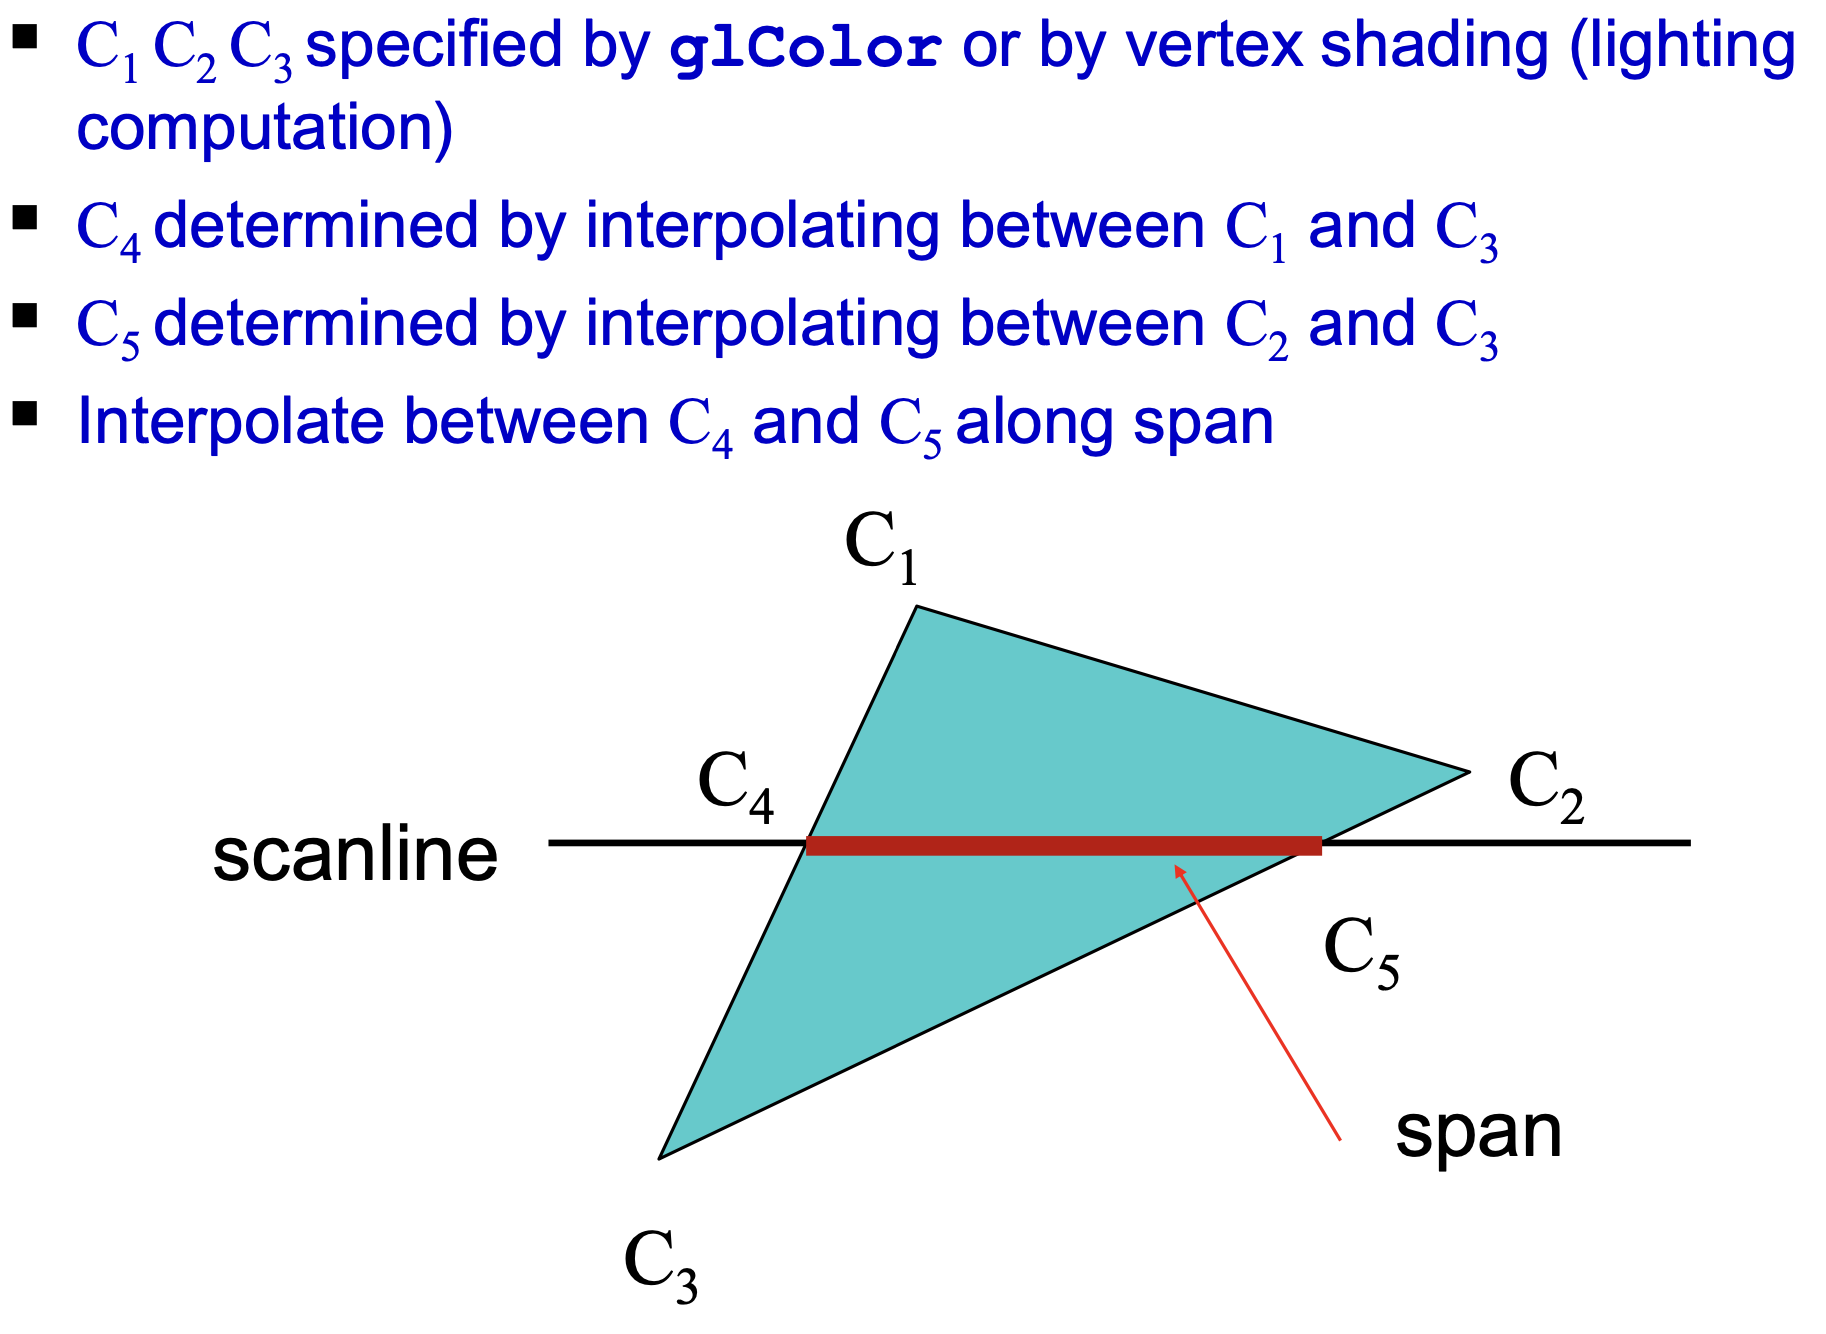 ▪ C₁ C₂ C₃ specified by glColor or by vertex shading (lighting
computation)
▪ C₄ determined by interpolating between C₁ and C₃
▪ C₅ determined by interpolating between C₂ and C₃
▪ Interpolate between C₄ and C₅ along span
C₁
C₄
C₂
scanline
C₅
span
C₃